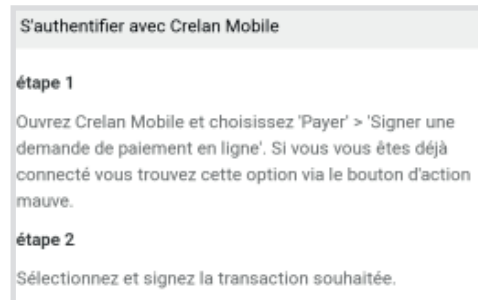 S'authentifier avec Crelan Mobile
étape 1
Ouvrez Crelan Mobile et choisissez 'Payer' > 'Signer une
demande de paiement en ligne'. Si vous vous êtes déjà
connecté vous trouvez cette option via le bouton d'action
mauve.
étape 2
Sélectionnez et signez la transaction souhaitée.